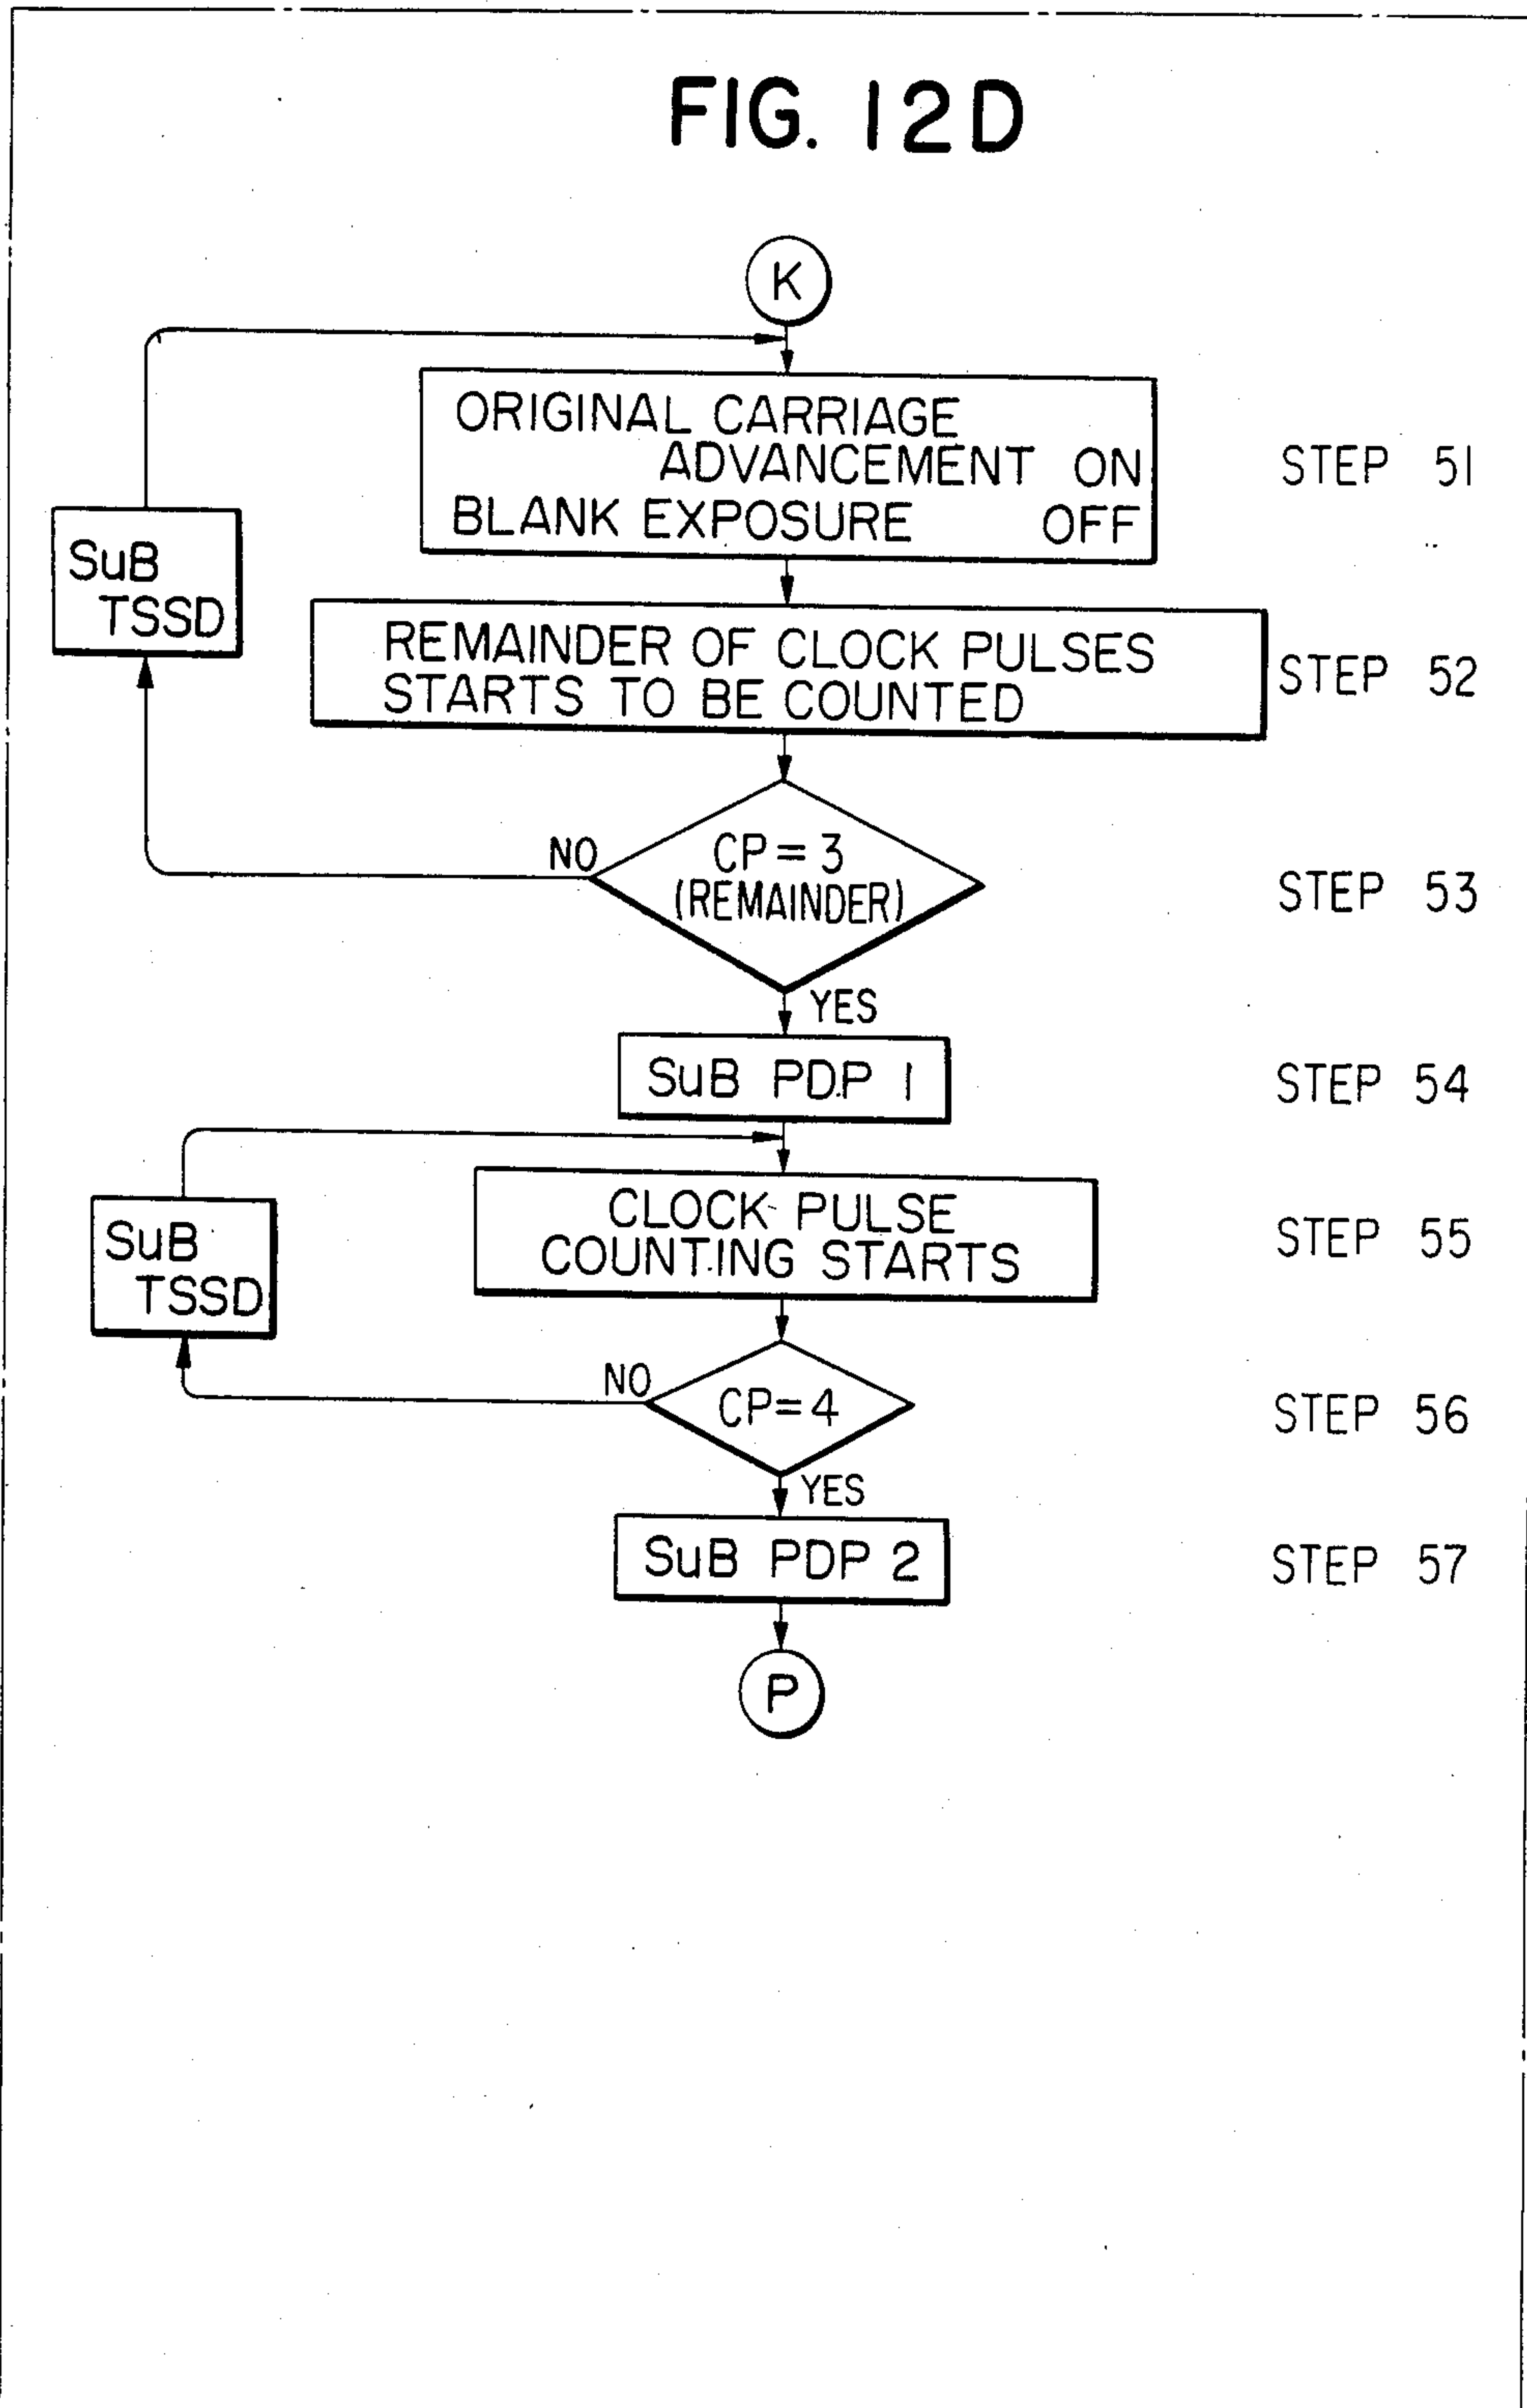 FIG. 12D
K
ORIGINAL CARRIAGE
ADVANCEMENT ON
BLANK EXPOSURE OFF
STEP 51
SuB
TSSD
REMAINDER OF CLOCK PULSES
STARTS TO BE COUNTED
STEP 52
NO
CP=3
(REMAINDER)
STEP 53
YES
SuB PDP 1
STEP 54
SuB
TSSD
CLOCK PULSE
COUNTING STARTS
STEP 55
NO
CP=4
STEP 56
YES
SuB PDP 2
STEP 57
P